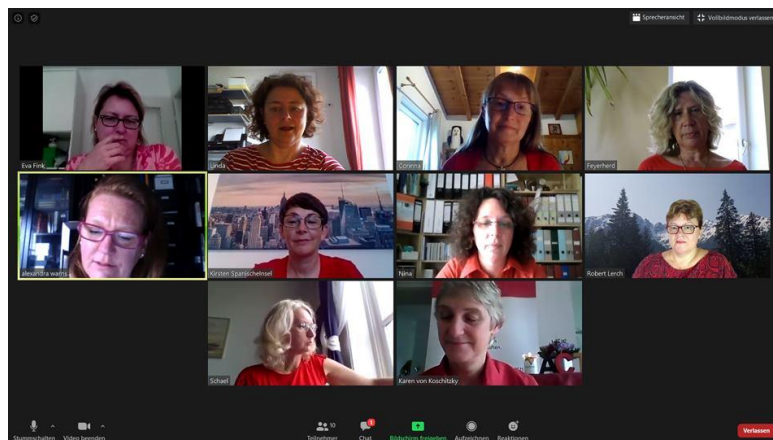 Sprecheransicht
Vollbildmodus verlassen
Eva Fink
Linda
Corinna
Feyerherd
alexandra warns
Kirsten SpanischeInsel
Nina
Robert Lerch
Schael
Karen von Koschitzky
Stummschalten
Video beenden
Teilnehmer
10
Chat
Bildschirm freigeben
Aufzeichnen
Reaktionen
Verlassen